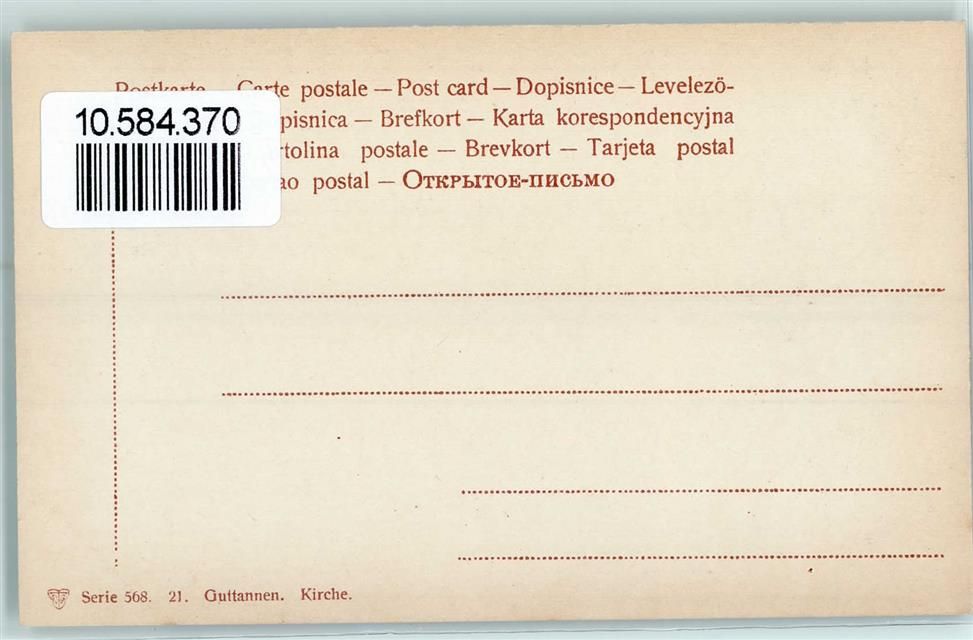 Postkarte — Carte postale — Post card — Dopisnice — Levelező-
10.584.370
pisnica — Brefkort — Karta korespondencyjna
rtolina postale — Brevkort — Tarjeta postal
ao postal — Открытое-письмо
Serie 568. 21. Guttannen. Kirche.